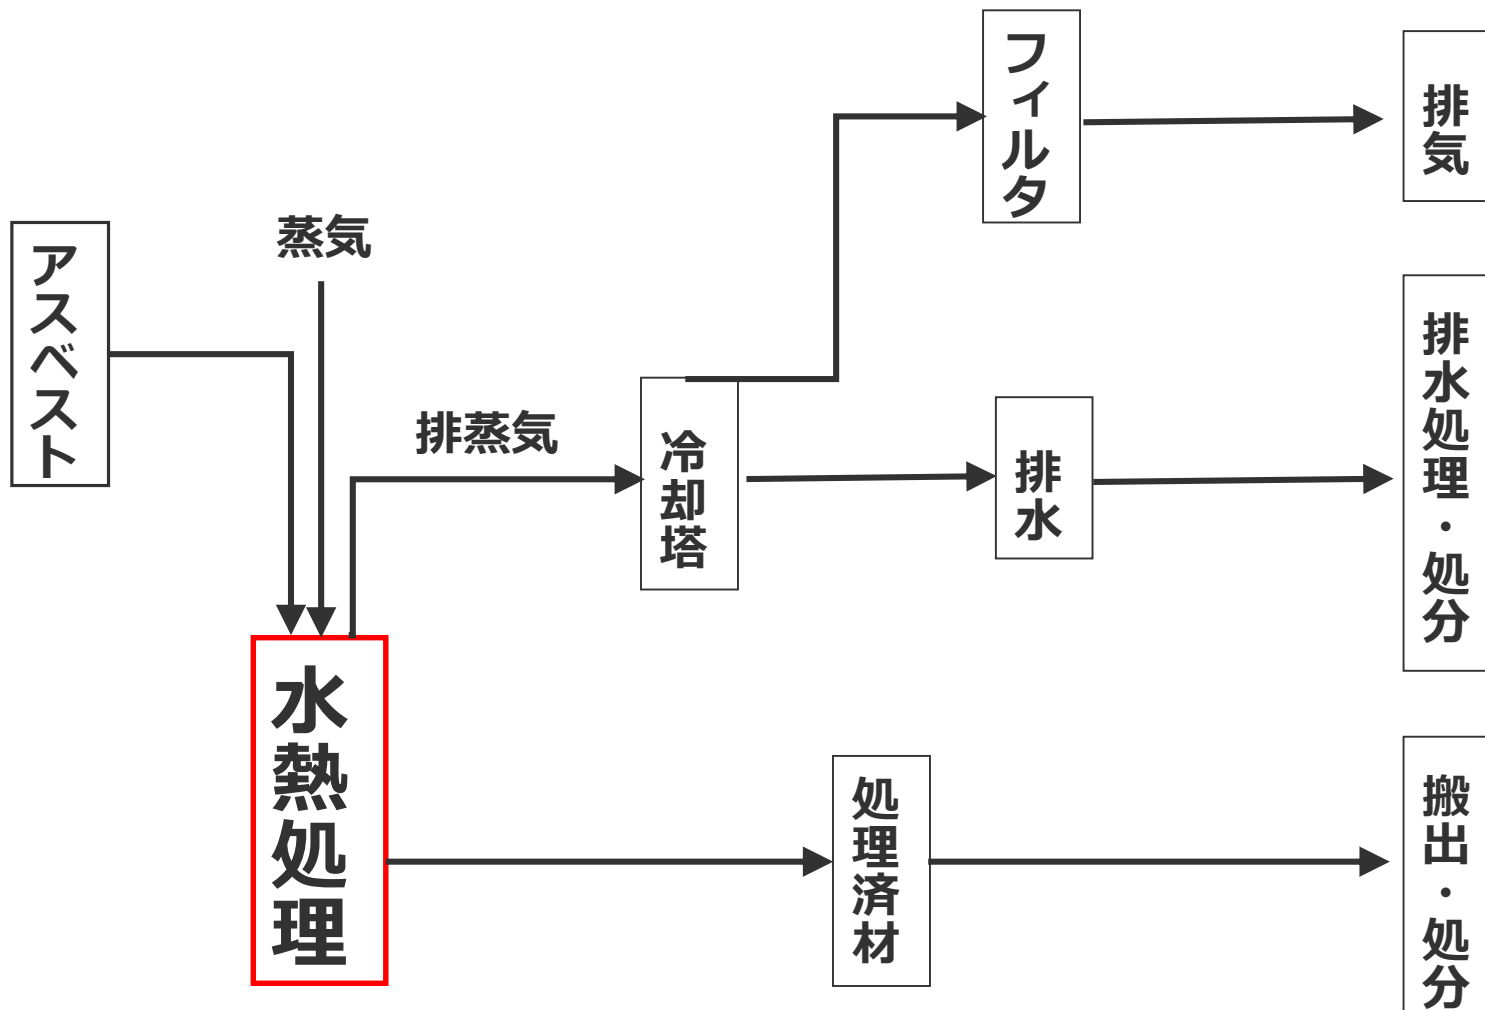 アスベスト
蒸気
水熱処理
排蒸気
冷却塔
フィルタ
排気
排水
排水処理・処分
処理済材
搬出・処分